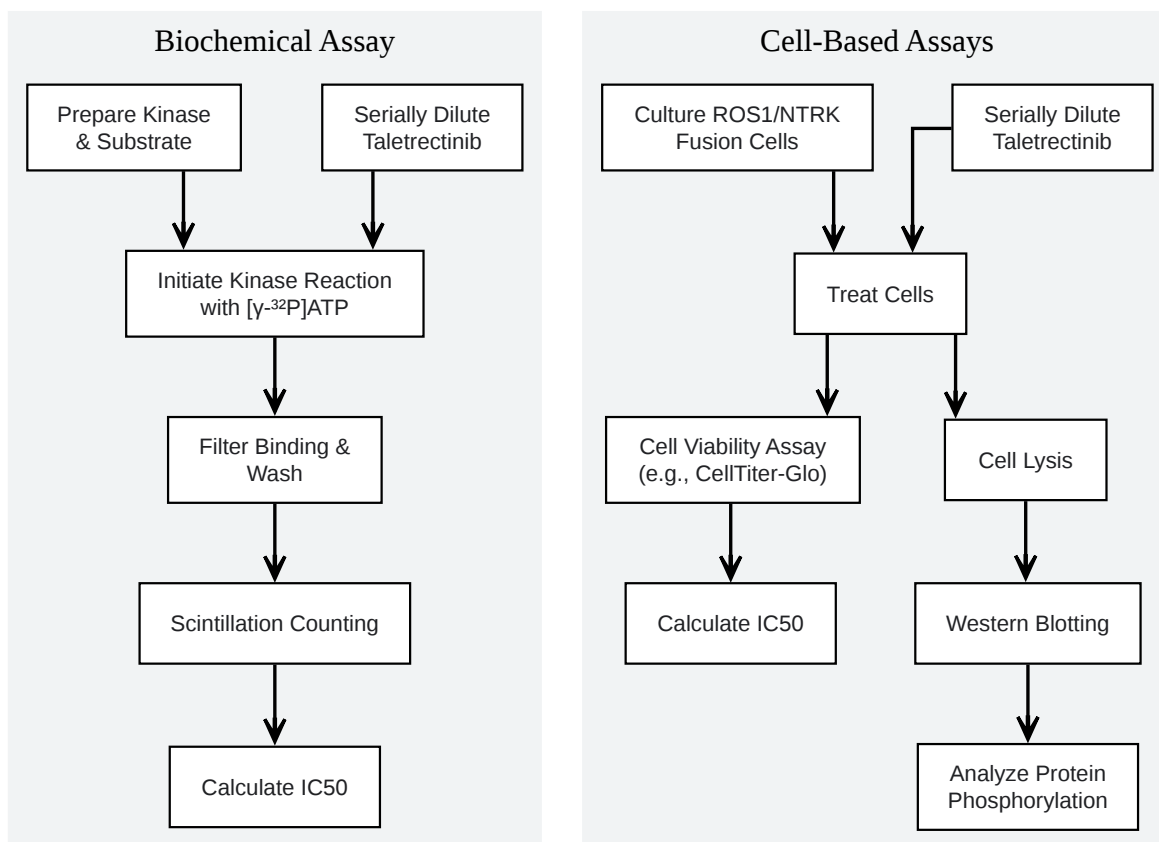 Biochemical Assay
Prepare Kinase
& Substrate
Serially Dilute
Taletrectinib
Initiate Kinase Reaction
with [γ-³²P]ATP
Filter Binding &
Wash
Scintillation Counting
Calculate IC50
Cell-Based Assays
Culture ROS1/NTRK
Fusion Cells
Serially Dilute
Taletrectinib
Treat Cells
Cell Viability Assay
(e.g., CellTiter-Glo)
Calculate IC50
Cell Lysis
Western Blotting
Analyze Protein
Phosphorylation